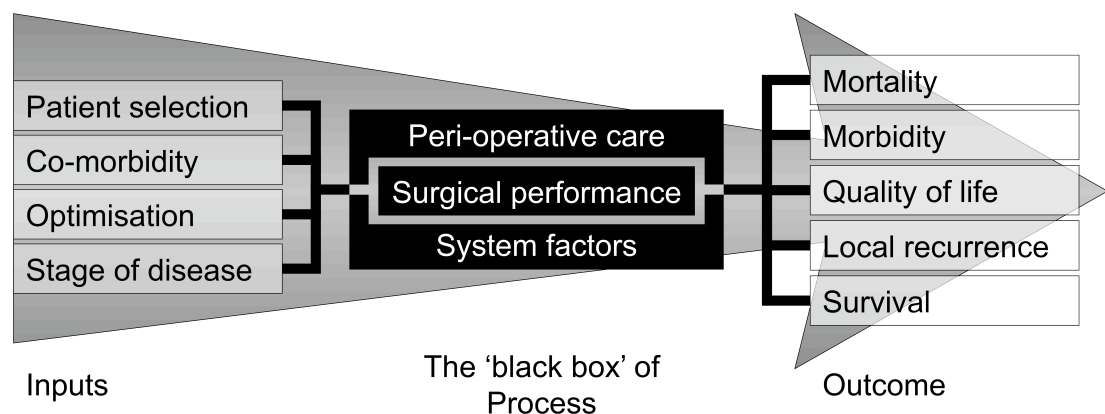 Patient selection
Co-morbidity
Optimisation
Stage of disease
Inputs
Peri-operative care
Surgical performance
System factors
The ‘black box’ of
Process
Mortality
Morbidity
Quality of life
Local recurrence
Survival
Outcome